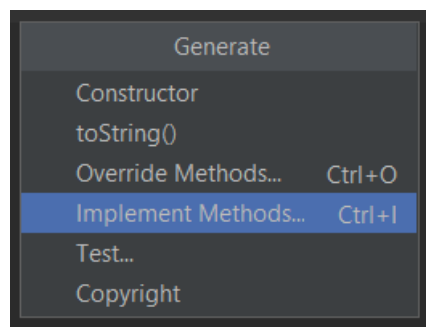 Generate
Constructor
toString()
Override Methods... Ctrl+O
Implement Methods... Ctrl+I
Test...
Copyright